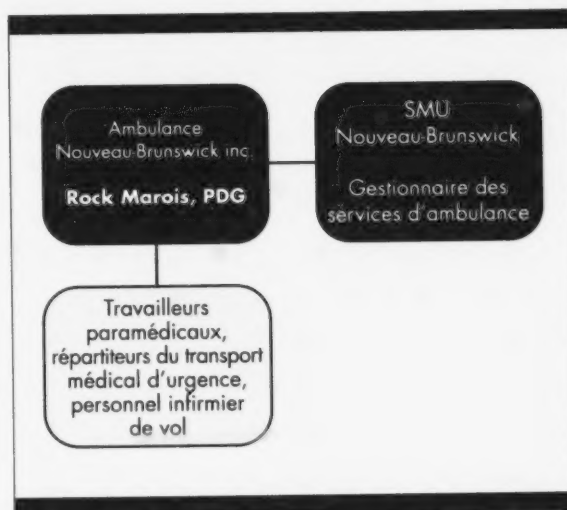 Ambulance
Nouveau-Brunswick inc.
Rock Marois, PDG
SMU
Nouveau-Brunswick
Gestionnaire des
services d'ambulance
Travailleurs
paramédicaux,
répartiteurs du transport
médical d'urgence,
personnel infirmier
de vol